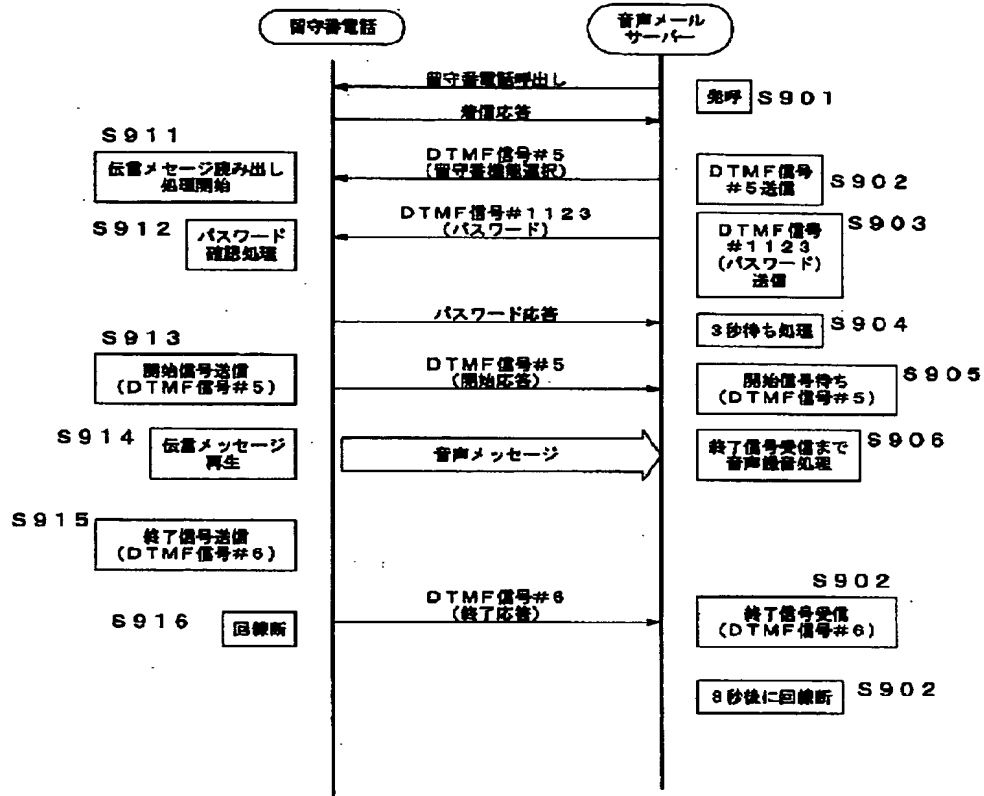 留守番電話
音声メール
サーバー
留守番電話呼出し
発呼
S901
着信応答
S911
伝言メセージ読み出し
処理開始
DTMF信号#5
(留守番機能選択)
DTMF信号
#5送信
S902
S912
パスワード
確認処理
DTMF信号#1123
(パスワード)
DTMF信号
#1123
(パスワード)
送信
S903
パスワード応答
3秒待ち処理
S904
S913
開始信号送信
(DTMF信号#5)
DTMF信号#5
(開始応答)
開始信号待ち
(DTMF信号#5)
S905
S914
伝言メッセージ
再生
音声メッセージ
終了信号受信まで
音声録音処理
S906
S915
終了信号送信
(DTMF信号#6)
S916
回線断
DTMF信号#6
(終了応答)
S902
終了信号受信
(DTMF信号#6)
8秒後に回線断
S902